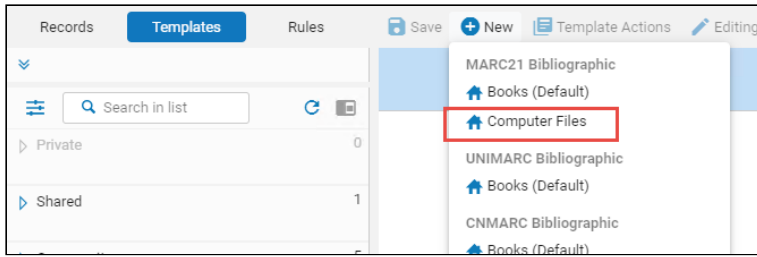 Records Templates Rules Save New Template Actions Editing
MARC21 Bibliographic
Books (Default)
Search in list
Computer Files
Private 0
UNIMARC Bibliographic
Books (Default)
Shared 1
CNMARC Bibliographic
Books (Default)